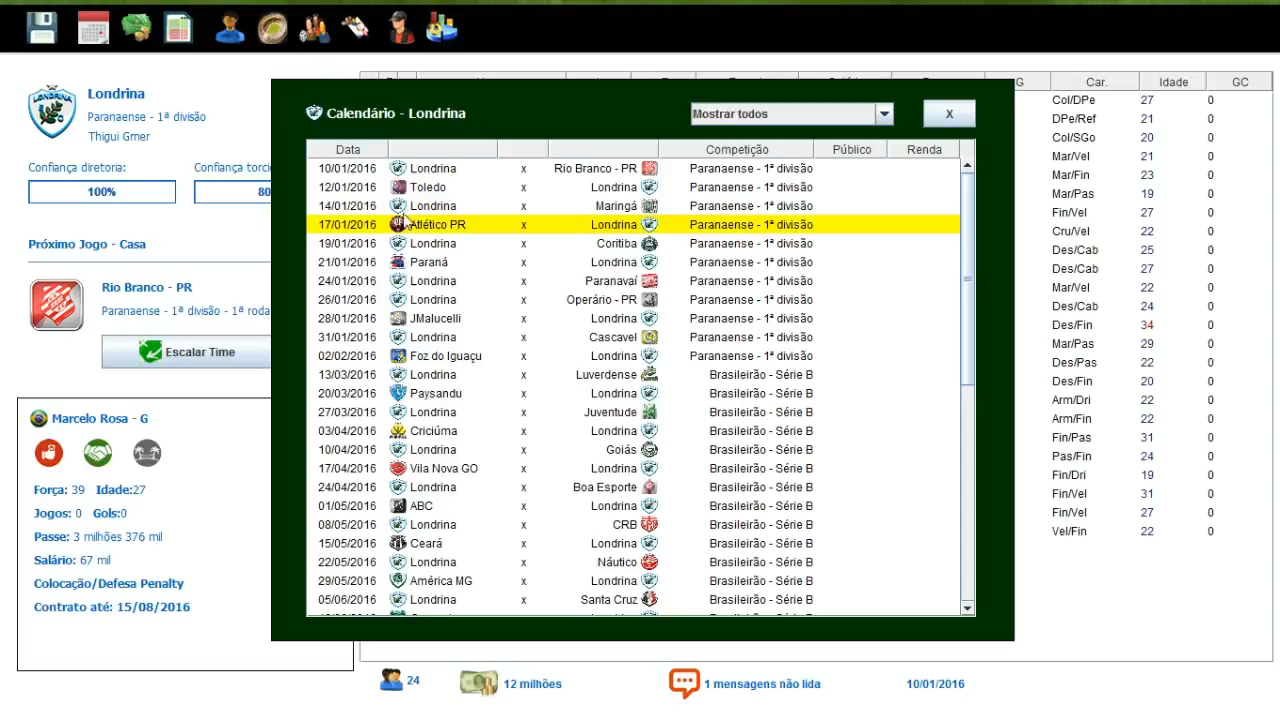 Londrina
Paranaense - 1ª divisão
Thigui Gmer
Confiança diretoria:
Confiança torci
100%
80
Próximo Jogo - Casa
Rio Branco - PR
Paranaense - 1ª divisão - 1ª roda
Escalar Time
Marcelo Rosa - G
Força: 39 Idade:27
Jogos: 0 Gols:0
Passe: 3 milhões 376 mil
Salário: 67 mil
Colocação/Defesa Penalty
Contrato até: 15/08/2016
Calendário - Londrina
Mostrar todos
X
Data Competição Público Renda
10/01/2016 Londrina x Rio Branco - PR Paranaense - 1ª divisão
12/01/2016 Toledo x Londrina Paranaense - 1ª divisão
14/01/2016 Londrina x Maringá Paranaense - 1ª divisão
17/01/2016 Atlético PR x Londrina Paranaense - 1ª divisão
19/01/2016 Londrina x Coritiba Paranaense - 1ª divisão
21/01/2016 Paraná x Londrina Paranaense - 1ª divisão
24/01/2016 Londrina x Paranavaí Paranaense - 1ª divisão
26/01/2016 Londrina x Operário - PR Paranaense - 1ª divisão
28/01/2016 JMalucelli x Londrina Paranaense - 1ª divisão
31/01/2016 Londrina x Cascavel Paranaense - 1ª divisão
02/02/2016 Foz do Iguaçu x Londrina Paranaense - 1ª divisão
13/03/2016 Londrina x Luverdense Brasileirão - Série B
20/03/2016 Paysandu x Londrina Brasileirão - Série B
27/03/2016 Londrina x Juventude Brasileirão - Série B
03/04/2016 Criciúma x Londrina Brasileirão - Série B
10/04/2016 Londrina x Goiás Brasileirão - Série B
17/04/2016 Vila Nova GO x Londrina Brasileirão - Série B
24/04/2016 Londrina x Boa Esporte Brasileirão - Série B
01/05/2016 ABC x Londrina Brasileirão - Série B
08/05/2016 Londrina x CRB Brasileirão - Série B
15/05/2016 Ceará x Londrina Brasileirão - Série B
22/05/2016 Londrina x Náutico Brasileirão - Série B
29/05/2016 América MG x Londrina Brasileirão - Série B
05/06/2016 Londrina x Santa Cruz Brasileirão - Série B
G Car. Idade GC
Col/DPe 27 0
DPe/Ref 21 0
Col/SGo 20 0
Mar/Vel 21 0
Mar/Fin 23 0
Mar/Pas 19 0
Fin/Vel 27 0
Cru/Vel 22 0
Des/Cab 25 0
Des/Cab 27 0
Mar/Vel 22 0
Des/Cab 24 0
Des/Fin 34 0
Mar/Pas 29 0
Des/Pas 22 0
Des/Fin 20 0
Arm/Dri 22 0
Arm/Fin 22 0
Fin/Pas 31 0
Pas/Fin 24 0
Fin/Dri 19 0
Fin/Vel 31 0
Fin/Vel 27 0
Vel/Fin 22 0
24
12 milhões
1 mensagens não lida
10/01/2016